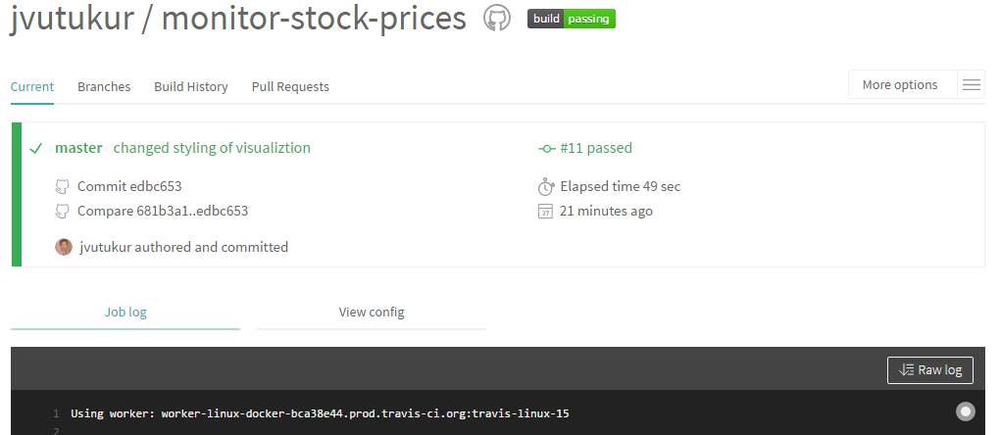 jvutukur / monitor-stock-prices build passing
Current Branches Build History Pull Requests More options
master changed styling of visualiztion #11 passed
Commit edbc653 Elapsed time 49 sec
Compare 681b3a1..edbc653 27 21 minutes ago
jvutukur authored and committed
Job log View config
Raw log
1 Using worker: worker-linux-docker-bca38e44.prod.travis-ci.org:travis-linux-15
2